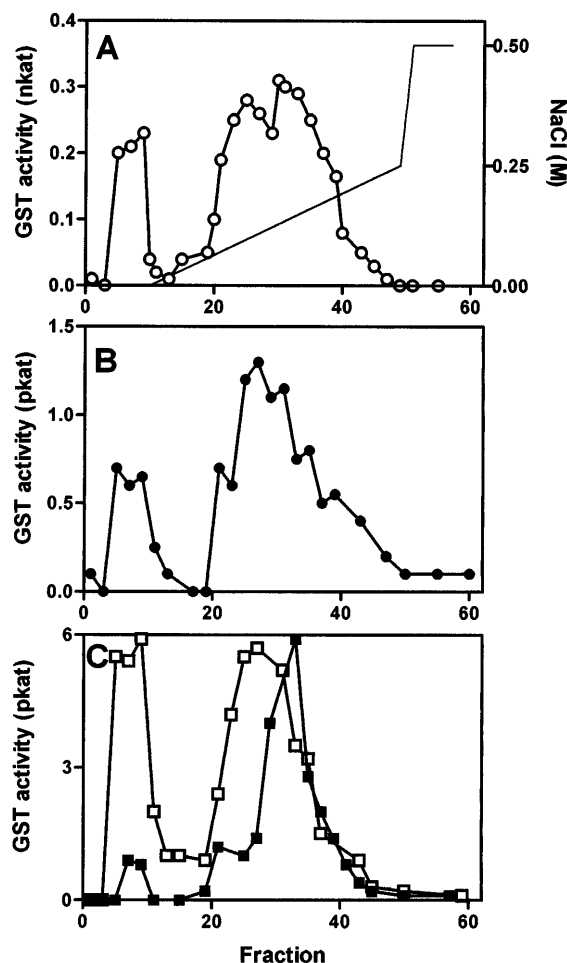 A
GST activity (nkat)
0.4
0.3
0.2
0.1
0.0
0.50
0.25
0.00
NaCl (M)
0 20 40 60
B
GST activity (pkat)
1.5
1.0
0.5
0.0
0 20 40 60
C
GST activity (pkat)
6
3
0
0 20 40 60
Fraction